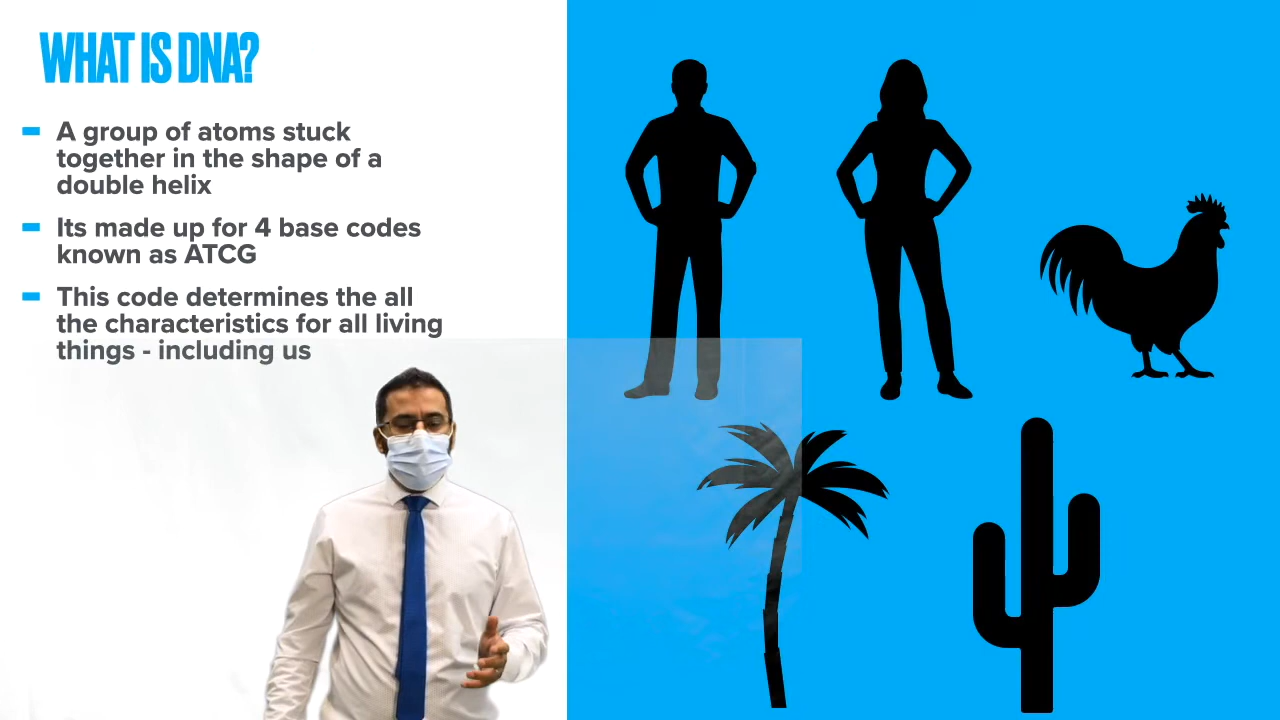 WHAT IS DNA?
A group of atoms stuck
together in the shape of a
double helix
Its made up for 4 base codes
known as ATCG
This code determines the all
the characteristics for all living
things - including us